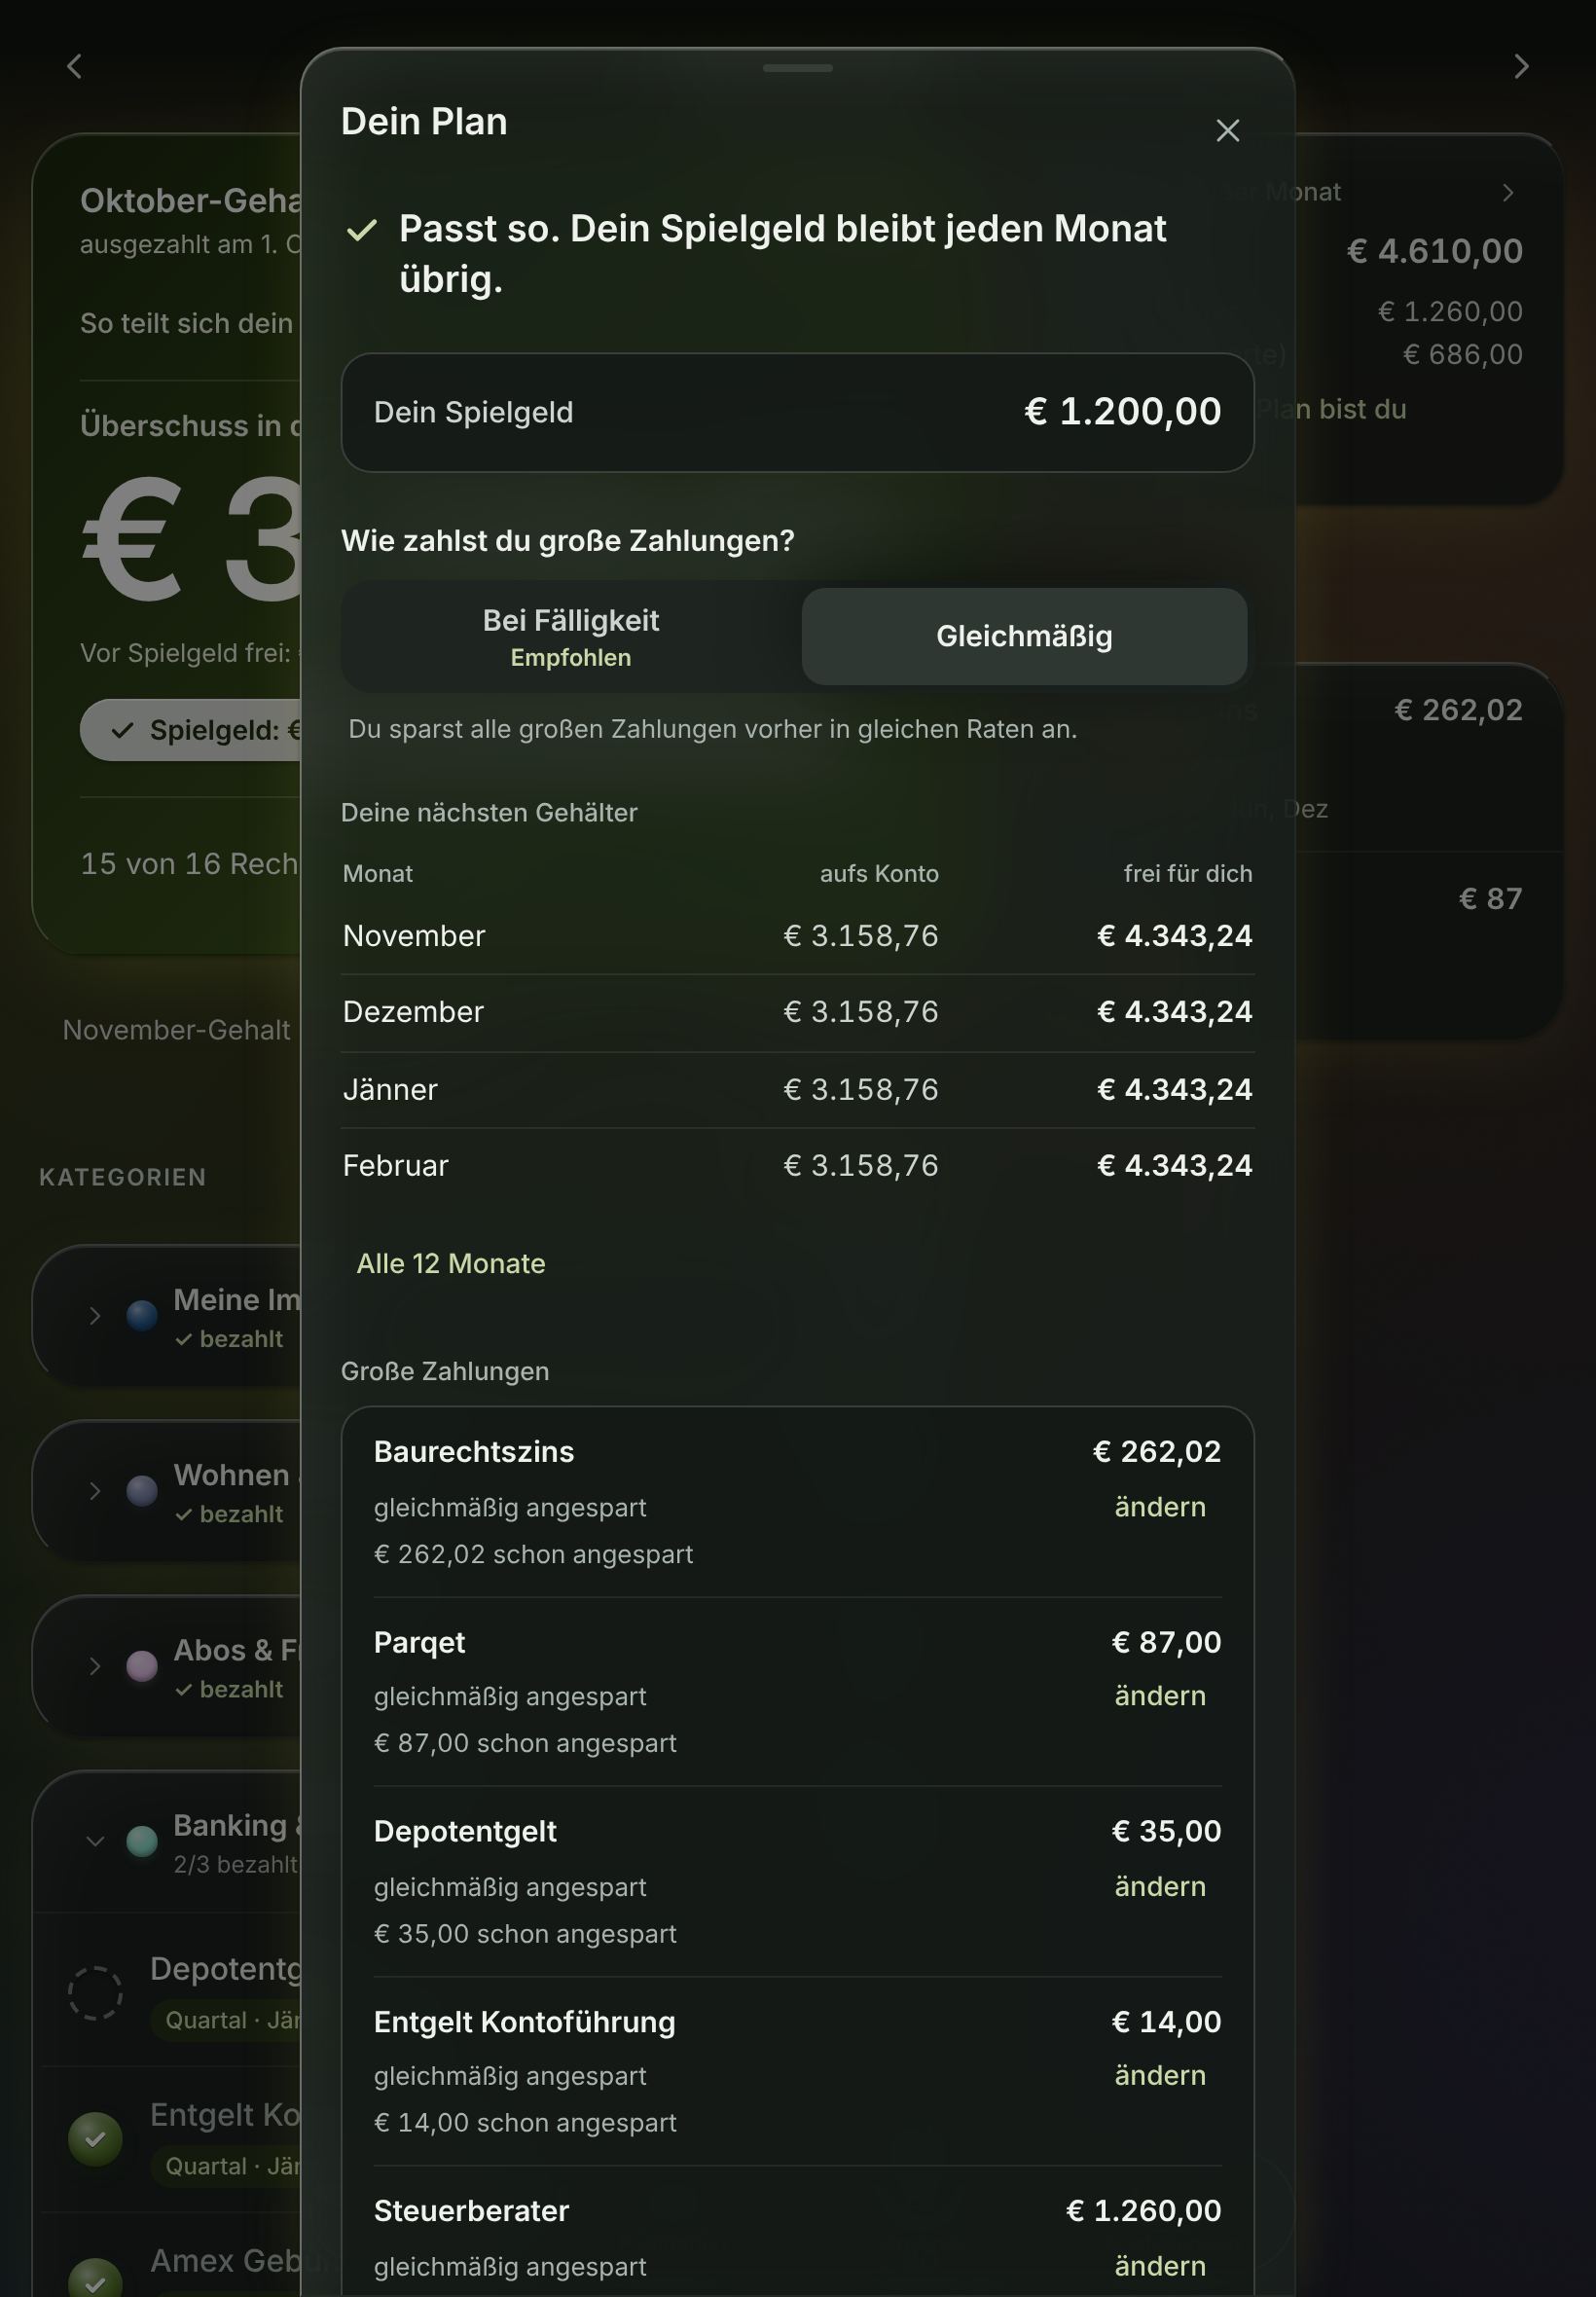 Dein Plan
Passt so. Dein Spielgeld bleibt jeden Monat
übrig.
Dein Spielgeld € 1.200,00
Wie zahlst du große Zahlungen?
Bei Fälligkeit
Empfohlen
Gleichmäßig
Du sparst alle großen Zahlungen vorher in gleichen Raten an.
Deine nächsten Gehälter
Monat aufs Konto frei für dich
November € 3.158,76 € 4.343,24
Dezember € 3.158,76 € 4.343,24
Jänner € 3.158,76 € 4.343,24
Februar € 3.158,76 € 4.343,24
Alle 12 Monate
Große Zahlungen
Baurechtszins € 262,02
gleichmäßig angespart ändern
€ 262,02 schon angespart
Parqet € 87,00
gleichmäßig angespart ändern
€ 87,00 schon angespart
Depotentgelt € 35,00
gleichmäßig angespart ändern
€ 35,00 schon angespart
Entgelt Kontoführung € 14,00
gleichmäßig angespart ändern
€ 14,00 schon angespart
Steuerberater € 1.260,00
gleichmäßig angespart ändern
Oktober-Geha
ausgezahlt am 1. O
So teilt sich dein
Überschuss in d
€ 3
Vor Spielgeld frei:
Spielgeld: €
15 von 16 Rech
November-Gehalt
KATEGORIEN
Meine Im
bezahlt
Wohnen
bezahlt
Abos & F
bezahlt
Banking &
2/3 bezahlt
Depotentg
Quartal · Jän
Entgelt Ko
Quartal · Jän
Amex Geb
Monat
€ 4.610,00
€ 1.260,00
€ 686,00
Plan bist du
€ 262,02
Dez
€ 87